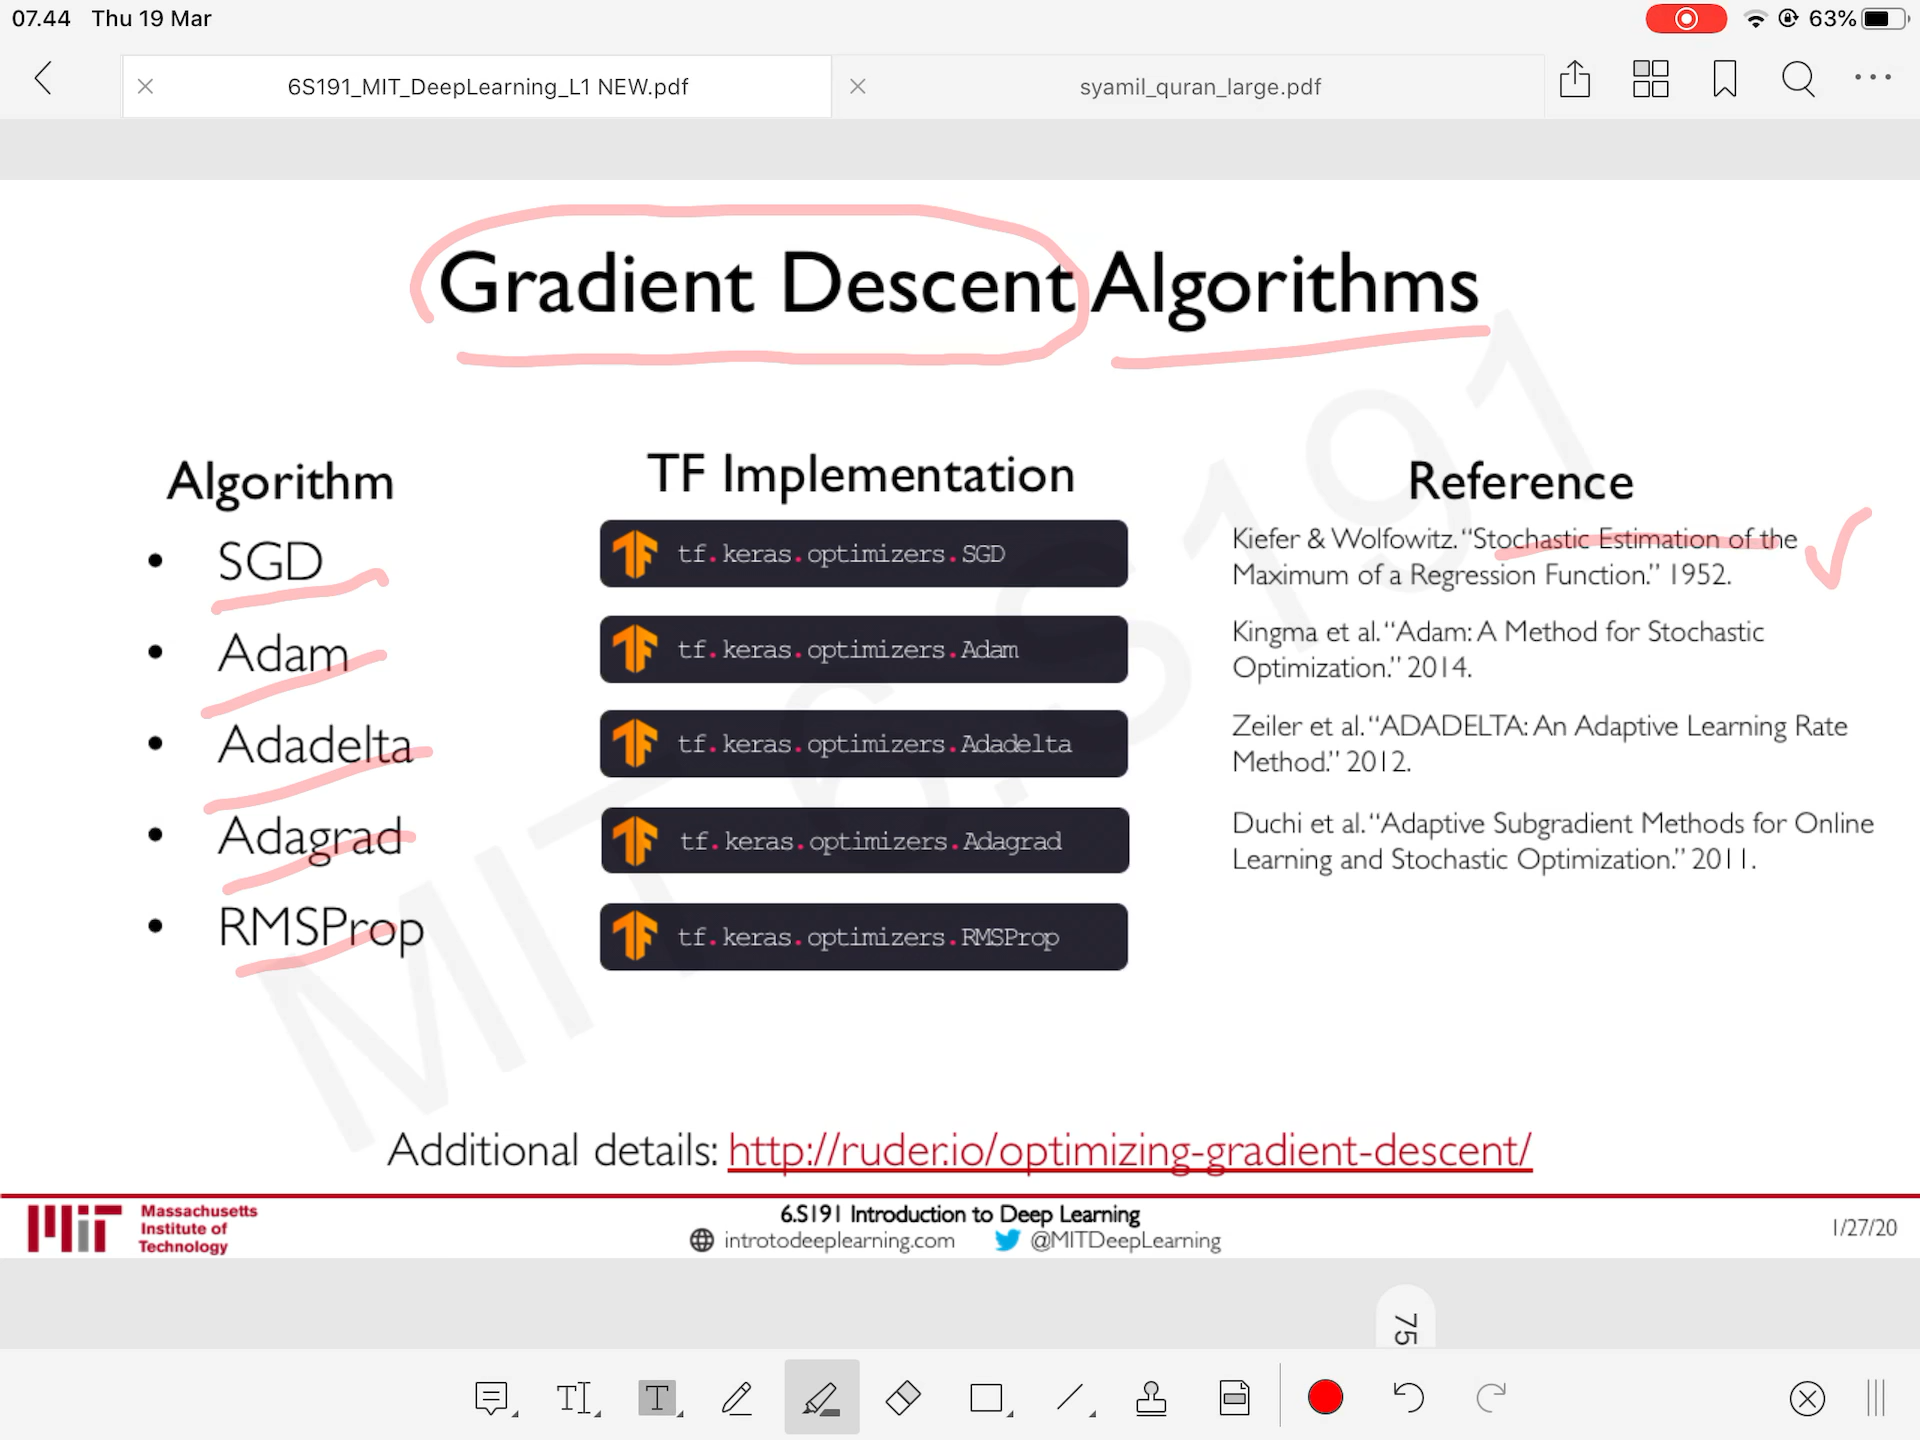 07.44 Thu 19 Mar
63%
6S191_MIT_DeepLearning_L1 NEW.pdf
syamil_quran_large.pdf
Gradient Descent Algorithms
Algorithm
TF Implementation
Reference
• SGD
tf.keras.optimizers.SGD
Kiefer & Wolfowitz. “Stochastic Estimation of the
Maximum of a Regression Function.” 1952.
• Adam
tf.keras.optimizers.Adam
Kingma et al. “Adam: A Method for Stochastic
Optimization.” 2014.
• Adadelta
tf.keras.optimizers.Adadelta
Zeiler et al. “ADADELTA: An Adaptive Learning Rate
Method.” 2012.
• Adagrad
tf.keras.optimizers.Adagrad
Duchi et al. “Adaptive Subgradient Methods for Online
Learning and Stochastic Optimization.” 2011.
• RMSProp
tf.keras.optimizers.RMSProp
MIT 6.S191
Additional details: http://ruder.io/optimizing-gradient-descent/
MIT
Massachusetts
Institute of
Technology
6.S191 Introduction to Deep Learning
introtodeeplearning.com @MITDeepLearning
1/27/20
75